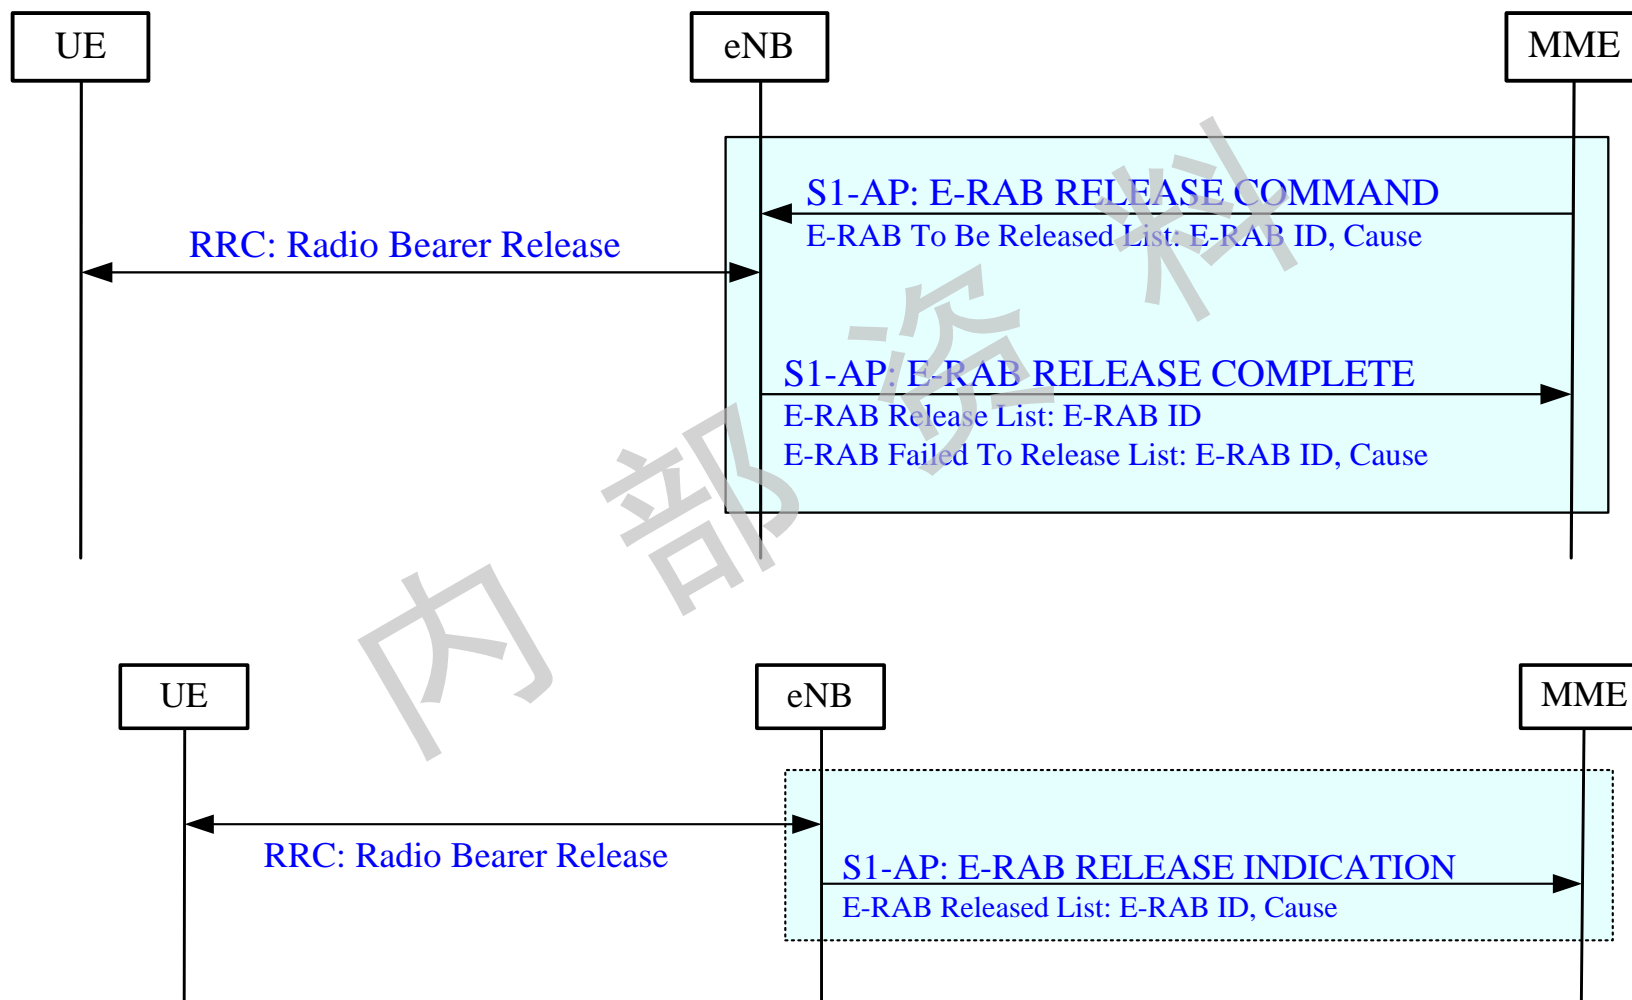 UE
eNB
MME
S1-AP: E-RAB RELEASE COMMAND
E-RAB To Be Released List: E-RAB ID, Cause
RRC: Radio Bearer Release
S1-AP: E-RAB RELEASE COMPLETE
E-RAB Release List: E-RAB ID
E-RAB Failed To Release List: E-RAB ID, Cause
内部资料
UE
eNB
MME
RRC: Radio Bearer Release
S1-AP: E-RAB RELEASE INDICATION
E-RAB Released List: E-RAB ID, Cause